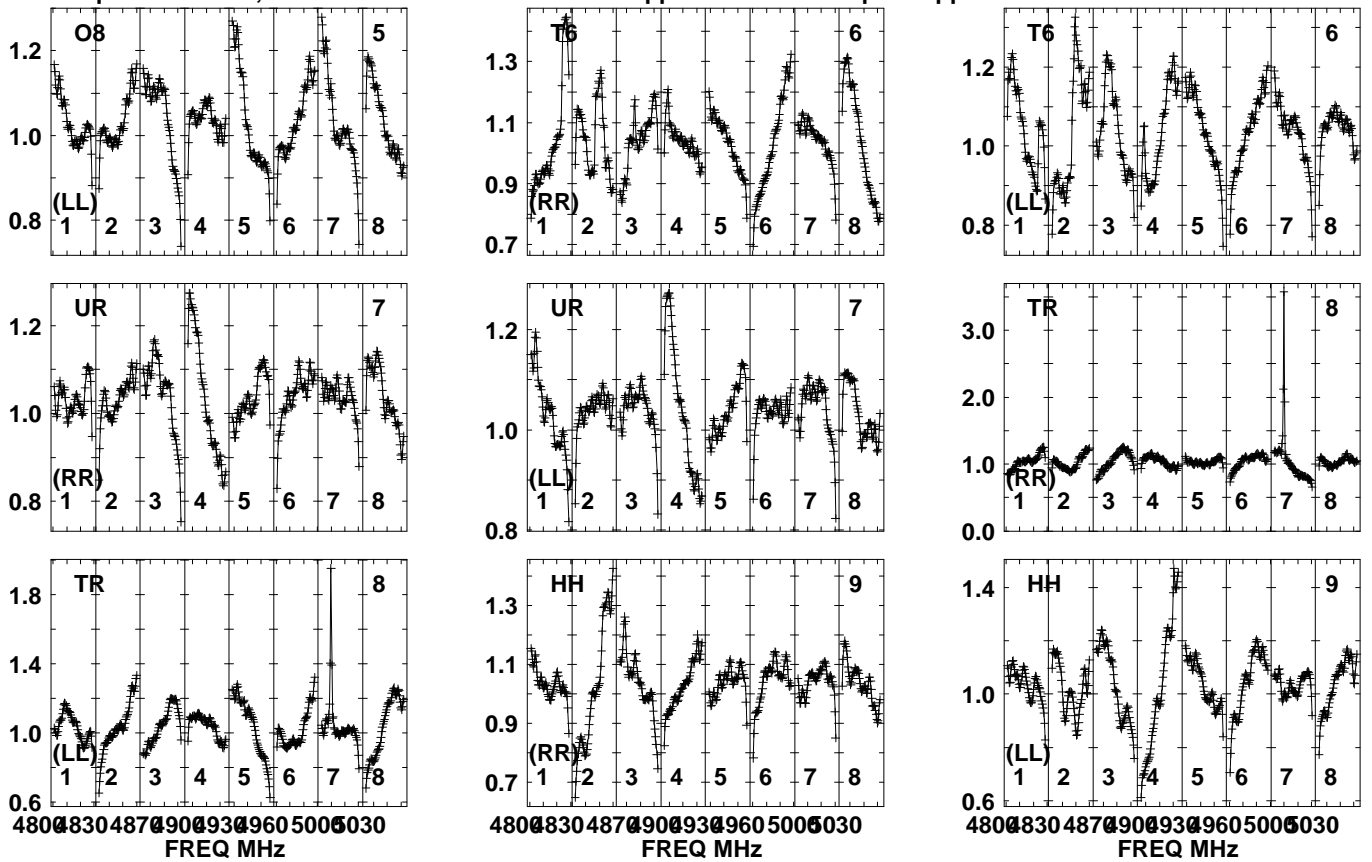 O8 5
1.2
1.0
0.8
(LL)
1 2 3 4 5 6 7 8
T6 6
1.3
1.1
0.9
0.7
(RR)
1 2 3 4 5 6 7 8
T6 6
1.2
1.0
0.8
(LL)
1 2 3 4 5 6 7 8
UR 7
1.2
1.0
0.8
(RR)
1 2 3 4 5 6 7 8
UR 7
1.2
1.0
0.8
(LL)
1 2 3 4 5 6 7 8
TR 8
3.0
2.0
1.0
0.0
(RR)
1 2 3 4 5 6 7 8
TR 8
1.8
1.4
1.0
0.6
(LL)
1 2 3 4 5 6 7 8
4800 4830 4870 4900 4930 4960 5000 5030
FREQ MHz
HH 9
1.3
1.1
0.9
0.7
(RR)
1 2 3 4 5 6 7 8
4800 4830 4870 4900 4930 4960 5000 5030
FREQ MHz
HH 9
1.4
1.0
0.6
(LL)
1 2 3 4 5 6 7 8
4800 4830 4870 4900 4930 4960 5000 5030
FREQ MHz